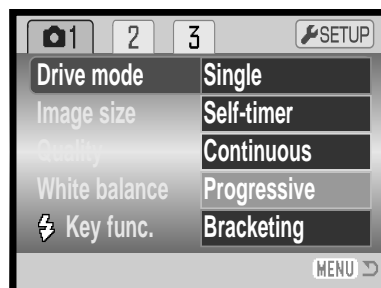 1 2 3 SETUP
Drive mode Single
Image size Self-timer
Quality Continuous
White balance Progressive
Key func. Bracketing
MENU